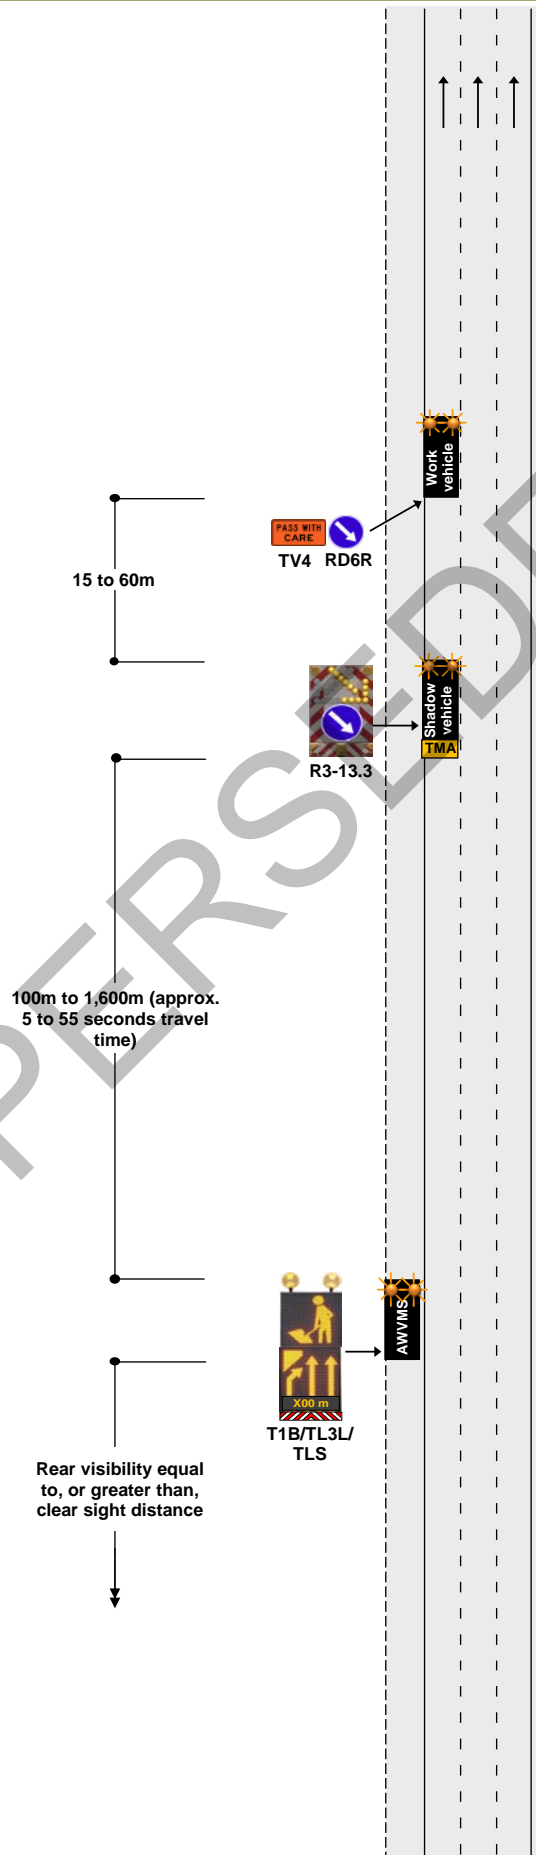 Work
vehicle
PASS WITH
CARE
TV4 RD6R
15 to 60m
Shadow
vehicle
TMA
R3-13.3
100m to 1,600m (approx.
5 to 55 seconds travel
time)
AWVMS
X00 m
T1B/TL3L/
TLS
Rear visibility equal
to, or greater than,
clear sight distance
PERSEDE